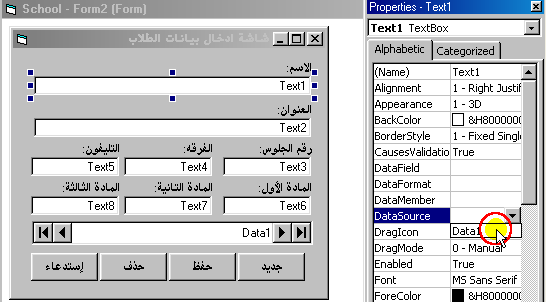 School - Form2 (Form)
شاشة ادخال بيانات الطلاب
الاسم:
Text1
العنوان:
Text2
رقم الجلوس: الفرقه: التليفون:
Text3 Text4 Text5
المادة الأول: المادة الثانية: المادة الثالثة:
Text6 Text7 Text8
Data1
جديد حفظ حذف إستدعاء
Properties - Text1
Text1 TextBox
Alphabetic Categorized
(Name) Text1
Alignment 1 - Right Justif
Appearance 1 - 3D
BackColor &H8000000
BorderStyle 1 - Fixed Single
CausesValidatio True
DataField
DataFormat
DataMember
DataSource
DragIcon Data1
DragMode 0 - Manual
Enabled True
Font MS Sans Serif
ForeColor &H8000000